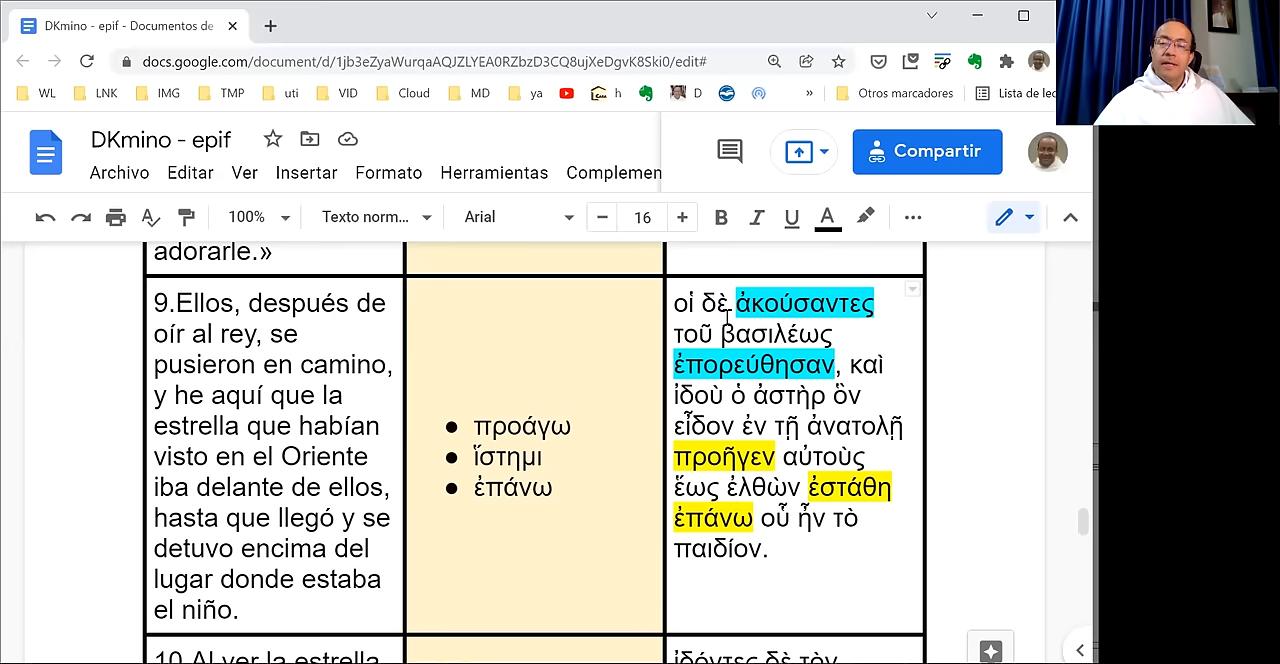 DKmino - epif - Documentos de
docs.google.com/document/d/1jb3eZyaWurqaAQJZLYEA0RZbzD3CQ8ujXeDgvK8Ski0/edit#
WL LNK IMG TMP uti VID Cloud MD ya h D » Otros marcadores Lista de lec
DKmino - epif
Archivo Editar Ver Insertar Formato Herramientas Complemen
Compartir
100% Texto norm... Arial 16 B I U A
adorarle.»
9.Ellos, después de
oír al rey, se
pusieron en camino,
y he aquí que la
estrella que habían
visto en el Oriente
iba delante de ellos,
hasta que llegó y se
detuvo encima del
lugar donde estaba
el niño.
● προάγω
● ἵστημι
● ἐπάνω
οἱ δὲ ἀκούσαντες
τοῦ βασιλέως
ἐπορεύθησαν, καὶ
ἰδοὺ ὁ ἀστὴρ ὃν
εἶδον ἐν τῇ ἀνατολῇ
προῆγεν αὐτοὺς
ἕως ἐλθὼν ἐστάθη
ἐπάνω οὗ ἦν τὸ
παιδίον.
10.Al ver la estrella
ἰδόντες δὲ τὸν